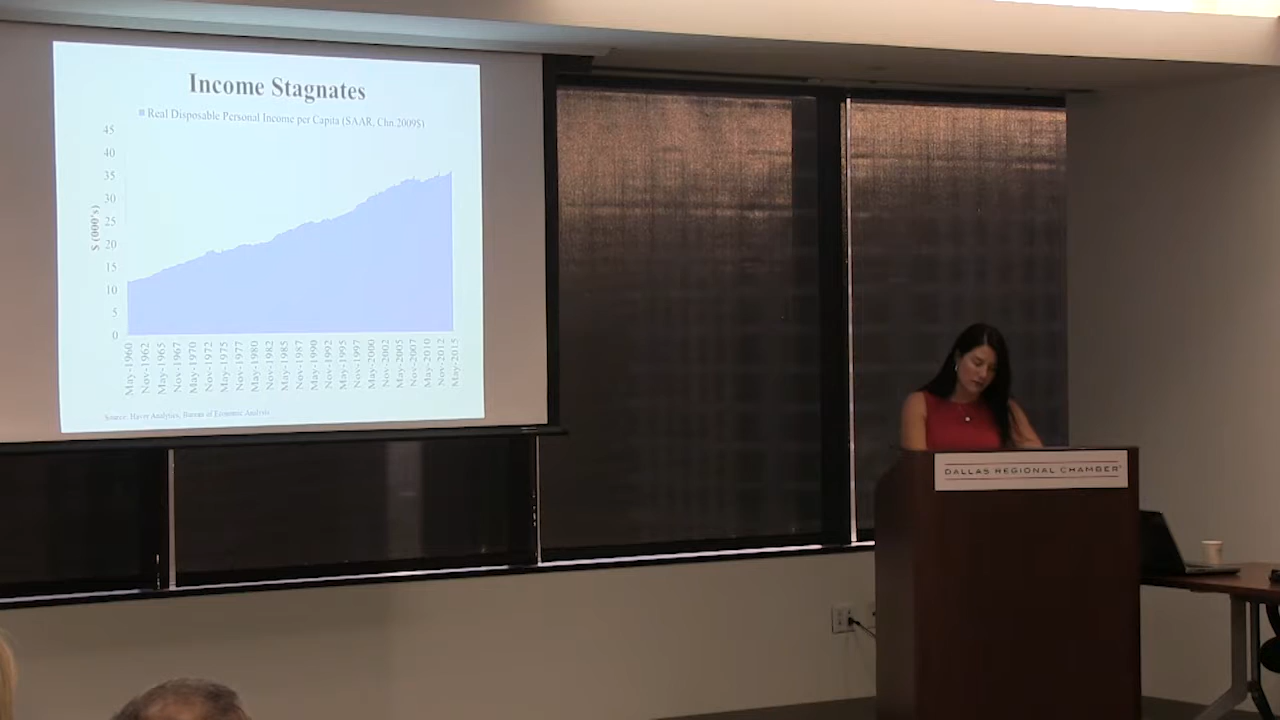 Income Stagnates
Real Disposable Personal Income per Capita (SAAR, Chn.2009$)
45
40
35
30
25
20
15
10
5
0
$ (000's)
May-1960
Nov-1962
May-1965
Nov-1967
May-1970
Nov-1972
May-1975
Nov-1977
May-1980
Nov-1982
May-1985
Nov-1987
May-1990
Nov-1992
May-1995
Nov-1997
May-2000
Nov-2002
May-2005
Nov-2007
May-2010
Nov-2012
May-2015
Source: Haver Analytics, Bureau of Economic Analysis
DALLAS REGIONAL CHAMBER